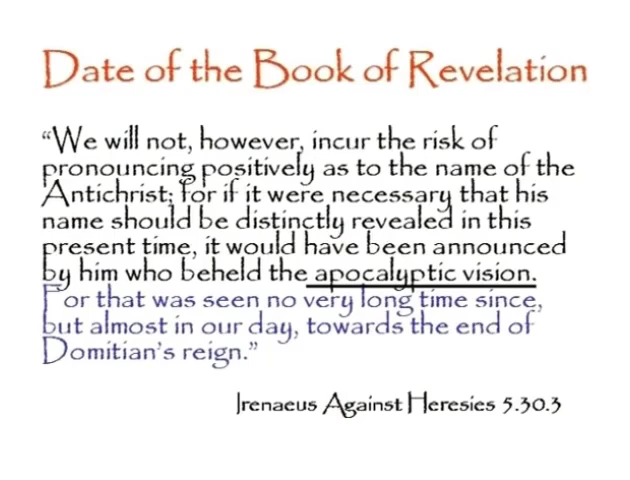 Date of the Book of Revelation
“We will not, however, incur the risk of
pronouncing positively as to the name of the
Antichrist; for if it were necessary that his
name should be distinctly revealed in this
present time, it would have been announced
by him who beheld the apocalyptic vision.
For that was seen no very long time since,
but almost in our day, towards the end of
Domitian’s reign.”
Irenaeus Against Heresies 5.30.3